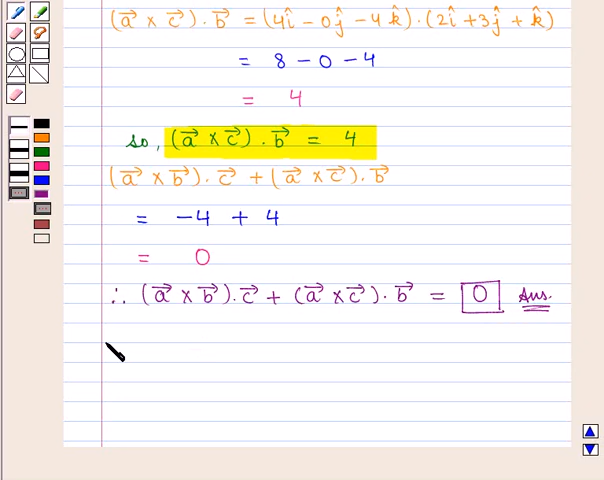 (a⃗ × c⃗) . b⃗ = (4î - 0ĵ - 4k̂) . (2î + 3ĵ + k̂)
= 8 - 0 - 4
= 4
so, (a⃗ × c⃗) . b⃗ = 4
(a⃗ × b⃗) . c⃗ + (a⃗ × c⃗) . b⃗
= -4 + 4
= 0
∴ (a⃗ × b⃗) . c⃗ + (a⃗ × c⃗) . b⃗ = 0 Ans.